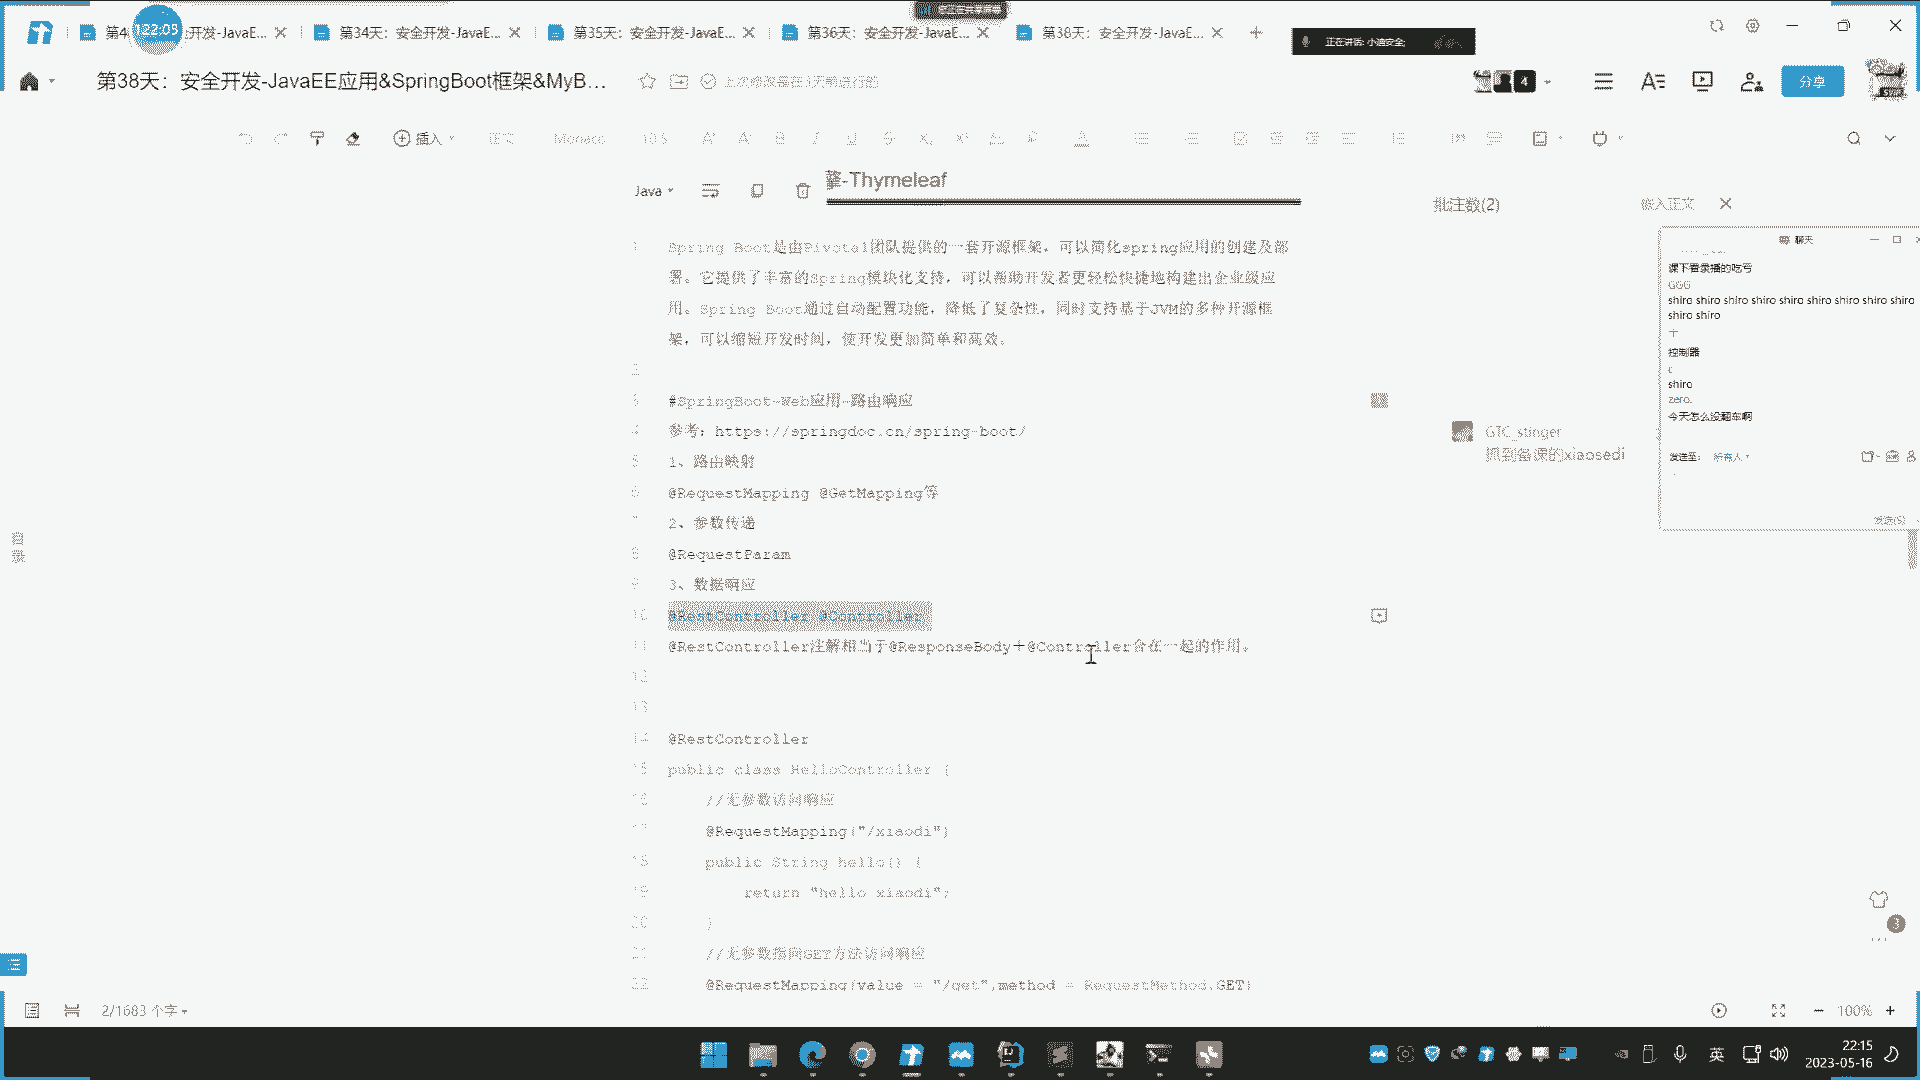 您正在共享屏幕
22:03
开发-JavaE...
第34天：安全开发-JavaE...
第35天：安全开发-JavaE...
第36天：安全开发-JavaE...
第38天：安全开发-JavaE...
正在讲话: 小迪安全;
第38天：安全开发-JavaEE应用&SpringBoot框架&MyB...
4
分享
插入
正文
Monaco
10.5
Java
擎-Thymeleaf
批注数(2)
嵌入正文
1 Spring Boot是由Pivotal团队提供的一套开源框架，可以简化spring应用的创建及部
署。它提供了丰富的Spring模块化支持，可以帮助开发者更轻松快捷地构建出企业级应
用。Spring Boot通过自动配置功能，降低了复杂性，同时支持基于JVM的多种开源框
架，可以缩短开发时间，使开发更加简单和高效。
2
3 #SpringBoot-Web应用-路由响应
4 参考：https://springdoc.cn/spring-boot/
5 1、路由映射
6 @RequestMapping @GetMapping等
7 2、参数传递
8 @RequestParam
9 3、数据响应
10 @RestController @Controller
11 @RestController注解相当于@ResponseBody＋@Controller合在一起的作用。
12
13
14 @RestController
15 public class HelloController {
16 //无参数访问响应
17 @RequestMapping("/xiaodi")
18 public String hello() {
19 return "hello xiaodi";
20 }
21 //无参数指向GET方法访问响应
22 @RequestMapping(value = "/get",method = RequestMethod.GET)
GTC_stinger
抓到备课的xiaosedi
聊天
课下看录播的吃亏
GGG
shiro shiro shiro shiro shiro shiro shiro shiro shiro
shiro shiro
十
控制器
c
shiro
zero.
今天怎么没翻车啊
发送至：
所有人
发送(S)
目录
3
2/1683 个字
100%
英
22:15
2023-05-16